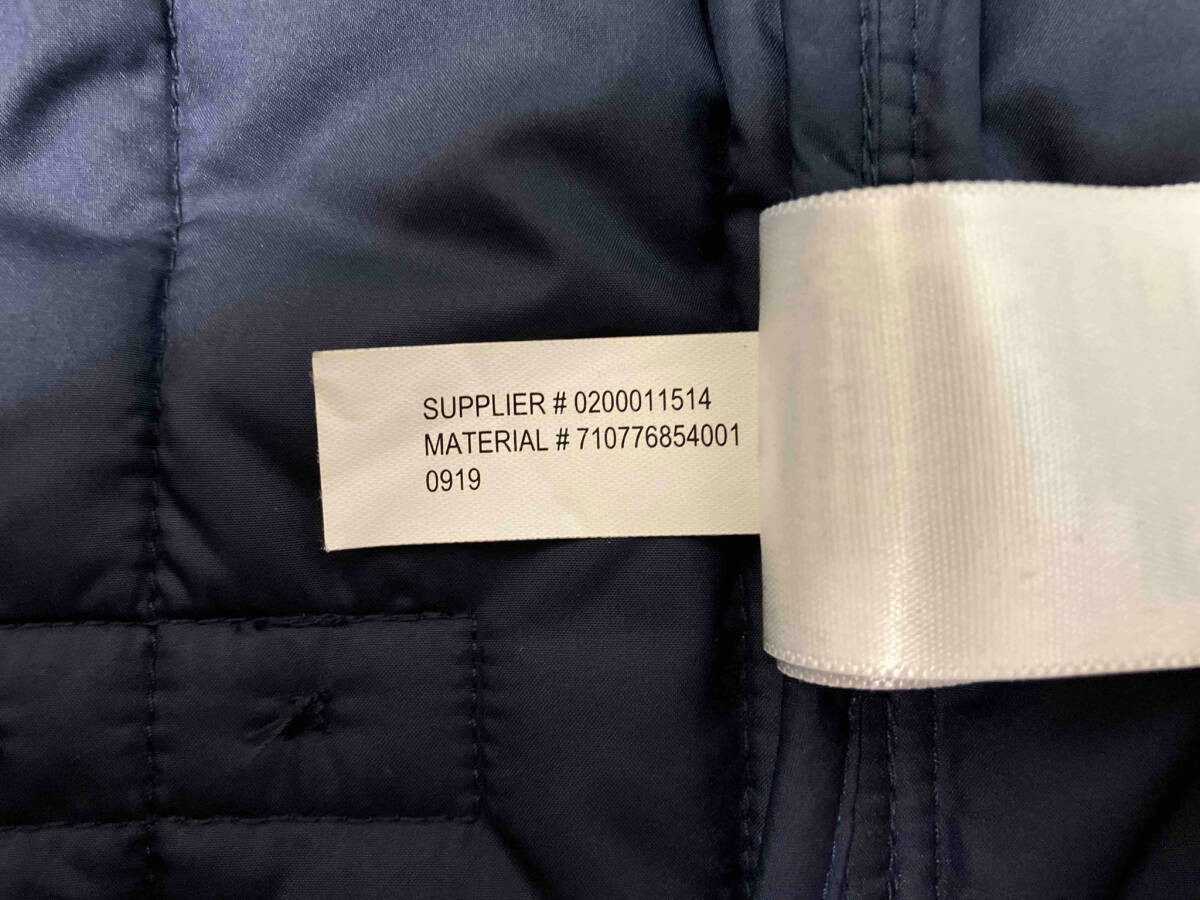 SUPPLIER # 0200011514
MATERIAL # 710776854001
0919